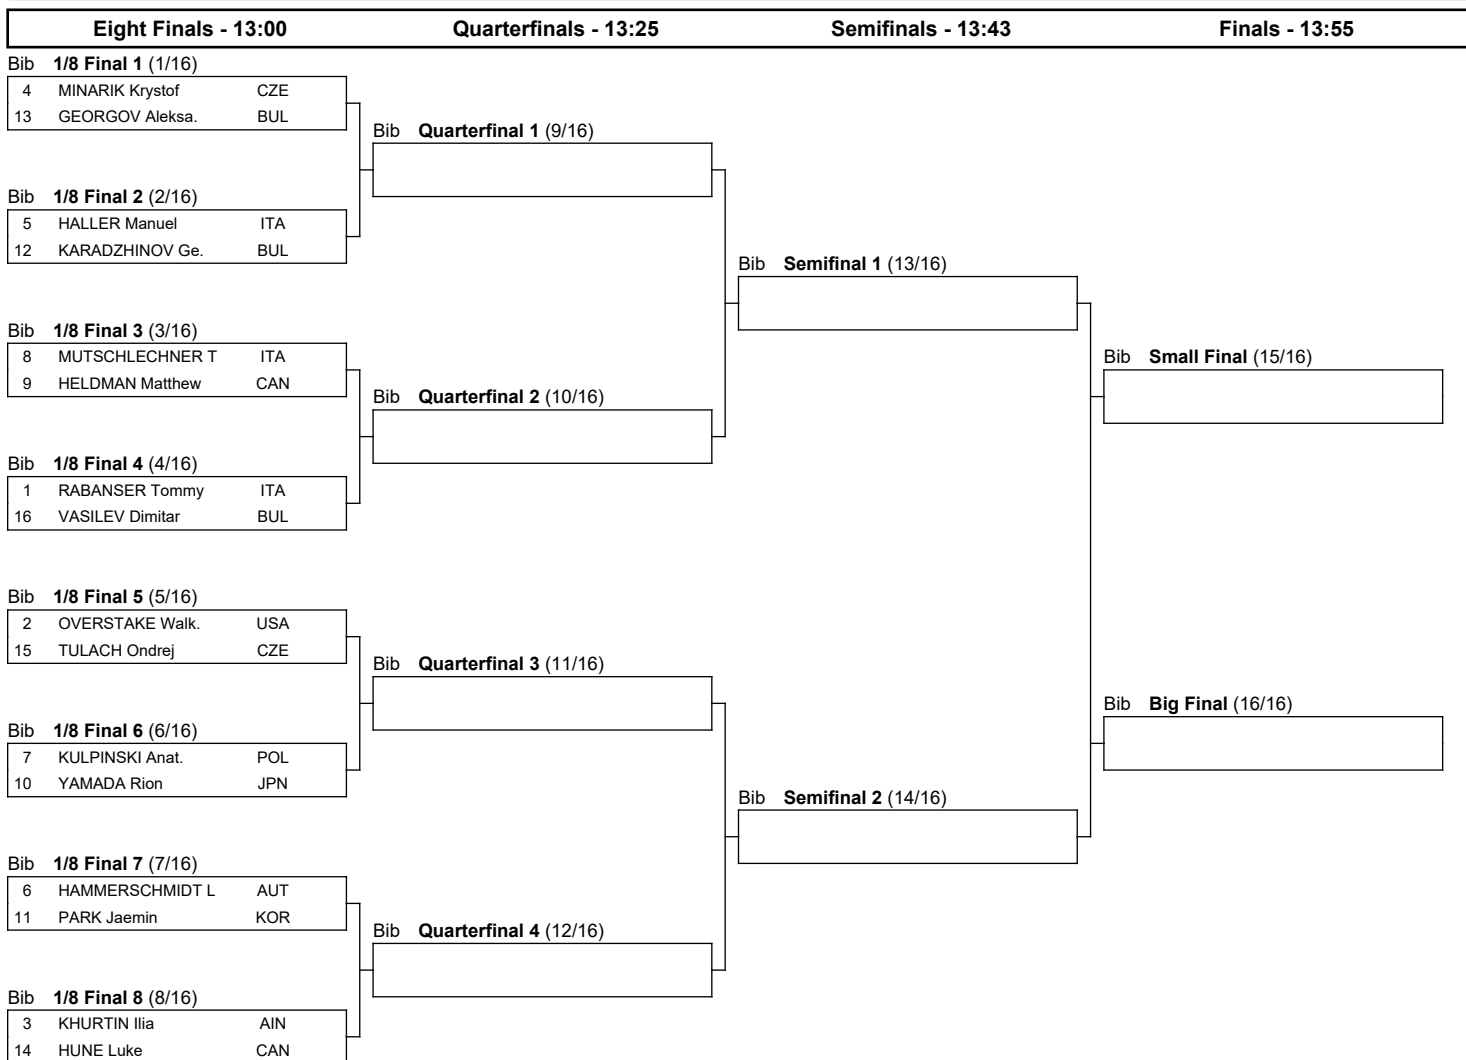 Eight Finals - 13:00 Quarterfinals - 13:25 Semifinals - 13:43 Finals - 13:55
Bib 1/8 Final 1 (1/16)
4 MINARIK Krystof CZE
13 GEORGOV Aleksa. BUL
Bib 1/8 Final 2 (2/16)
5 HALLER Manuel ITA
12 KARADZHINOV Ge. BUL
Bib 1/8 Final 3 (3/16)
8 MUTSCHLECHNER T ITA
9 HELDMAN Matthew CAN
Bib 1/8 Final 4 (4/16)
1 RABANSER Tommy ITA
16 VASILEV Dimitar BUL
Bib 1/8 Final 5 (5/16)
2 OVERSTAKE Walk. USA
15 TULACH Ondrej CZE
Bib 1/8 Final 6 (6/16)
7 KULPINSKI Anat. POL
10 YAMADA Rion JPN
Bib 1/8 Final 7 (7/16)
6 HAMMERSCHMIDT L AUT
11 PARK Jaemin KOR
Bib 1/8 Final 8 (8/16)
3 KHURTIN Ilia AIN
14 HUNE Luke CAN
Bib Quarterfinal 1 (9/16)
Bib Quarterfinal 2 (10/16)
Bib Quarterfinal 3 (11/16)
Bib Quarterfinal 4 (12/16)
Bib Semifinal 1 (13/16)
Bib Semifinal 2 (14/16)
Bib Small Final (15/16)
Bib Big Final (16/16)